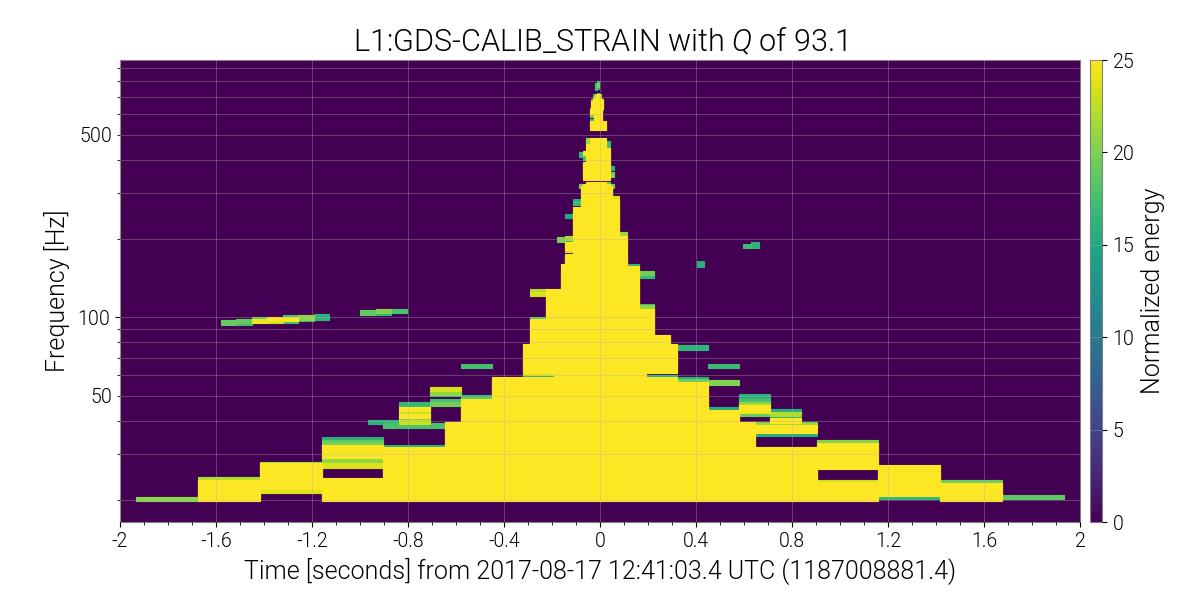 L1:GDS-CALIB_STRAIN with Q of 93.1
Frequency [Hz]
500
100
50
-2 -1.6 -1.2 -0.8 -0.4 0 0.4 0.8 1.2 1.6 2
Time [seconds] from 2017-08-17 12:41:03.4 UTC (1187008881.4)
25
20
15
10
5
0
Normalized energy